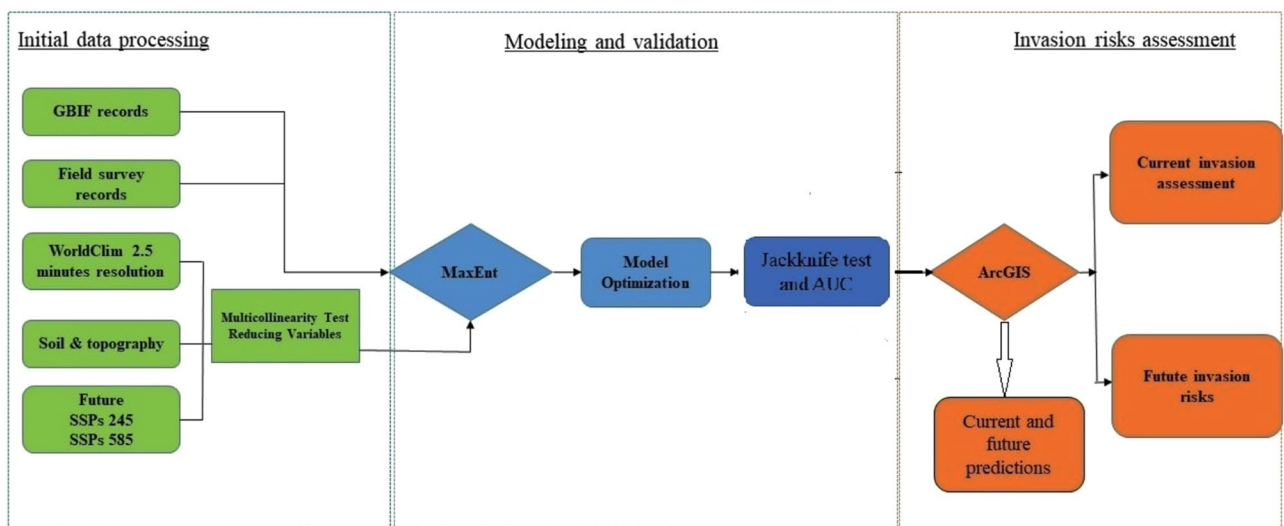 Initial data processing
GBIF records
Field survey
records
WorldClim 2.5
minutes resolution
Soil & topography
Future
SSPs 245
SSPs 585
Multicollinearity Test
Reducing Variables
Modeling and validation
MaxEnt
Model
Optimization
Jackknife test
and AUC
Invasion risks assessment
ArcGIS
Current invasion
assessment
Futute invasion
risks
Current and
future
predictions